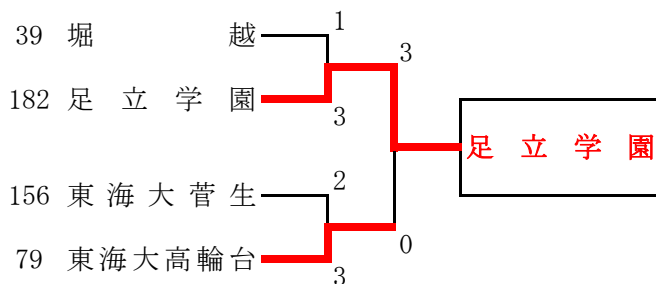 39 堀越 1
3
182 足立学園 3
足立学園
156 東海大菅生 2
0
79 東海大高輪台 3